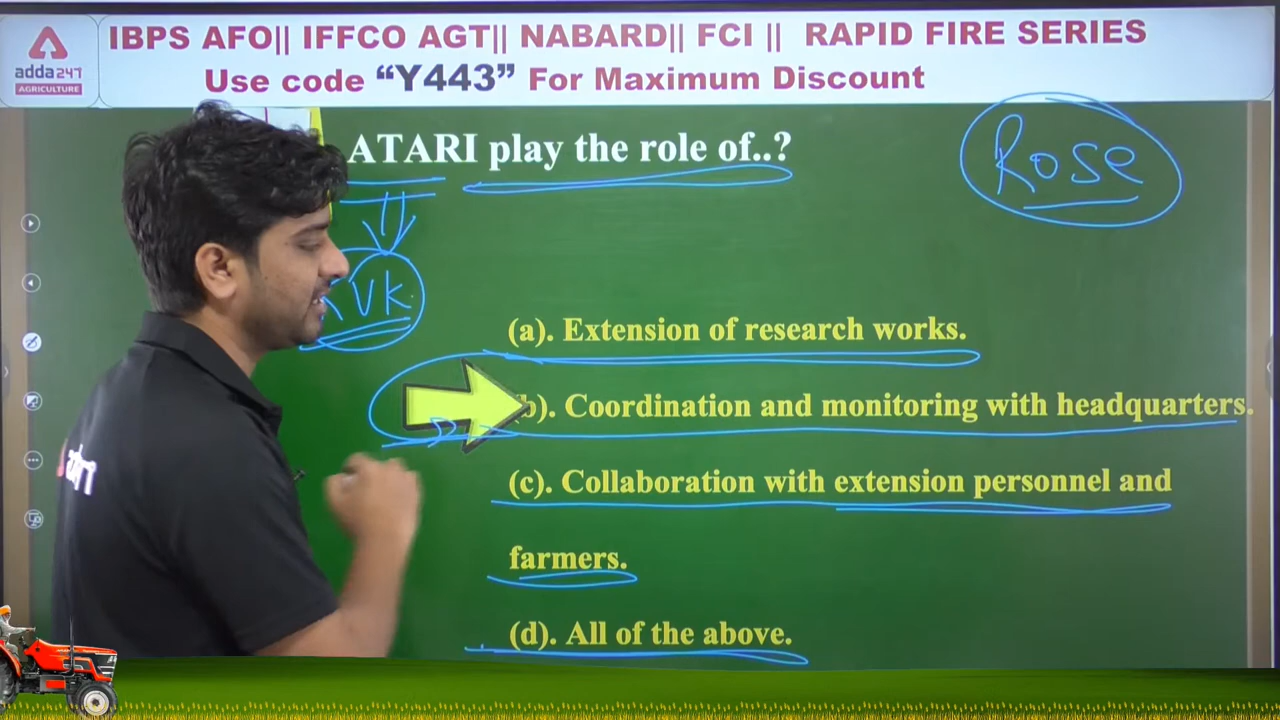 IBPS AFO|| IFFCO AGT|| NABARD|| FCI || RAPID FIRE SERIES
adda247
AGRICULTURE
Use code “Y443” For Maximum Discount
ATARI play the role of..?
Rose
KVK
(a). Extension of research works.
b). Coordination and monitoring with headquarters.
(c). Collaboration with extension personnel and
farmers.
(d). All of the above.